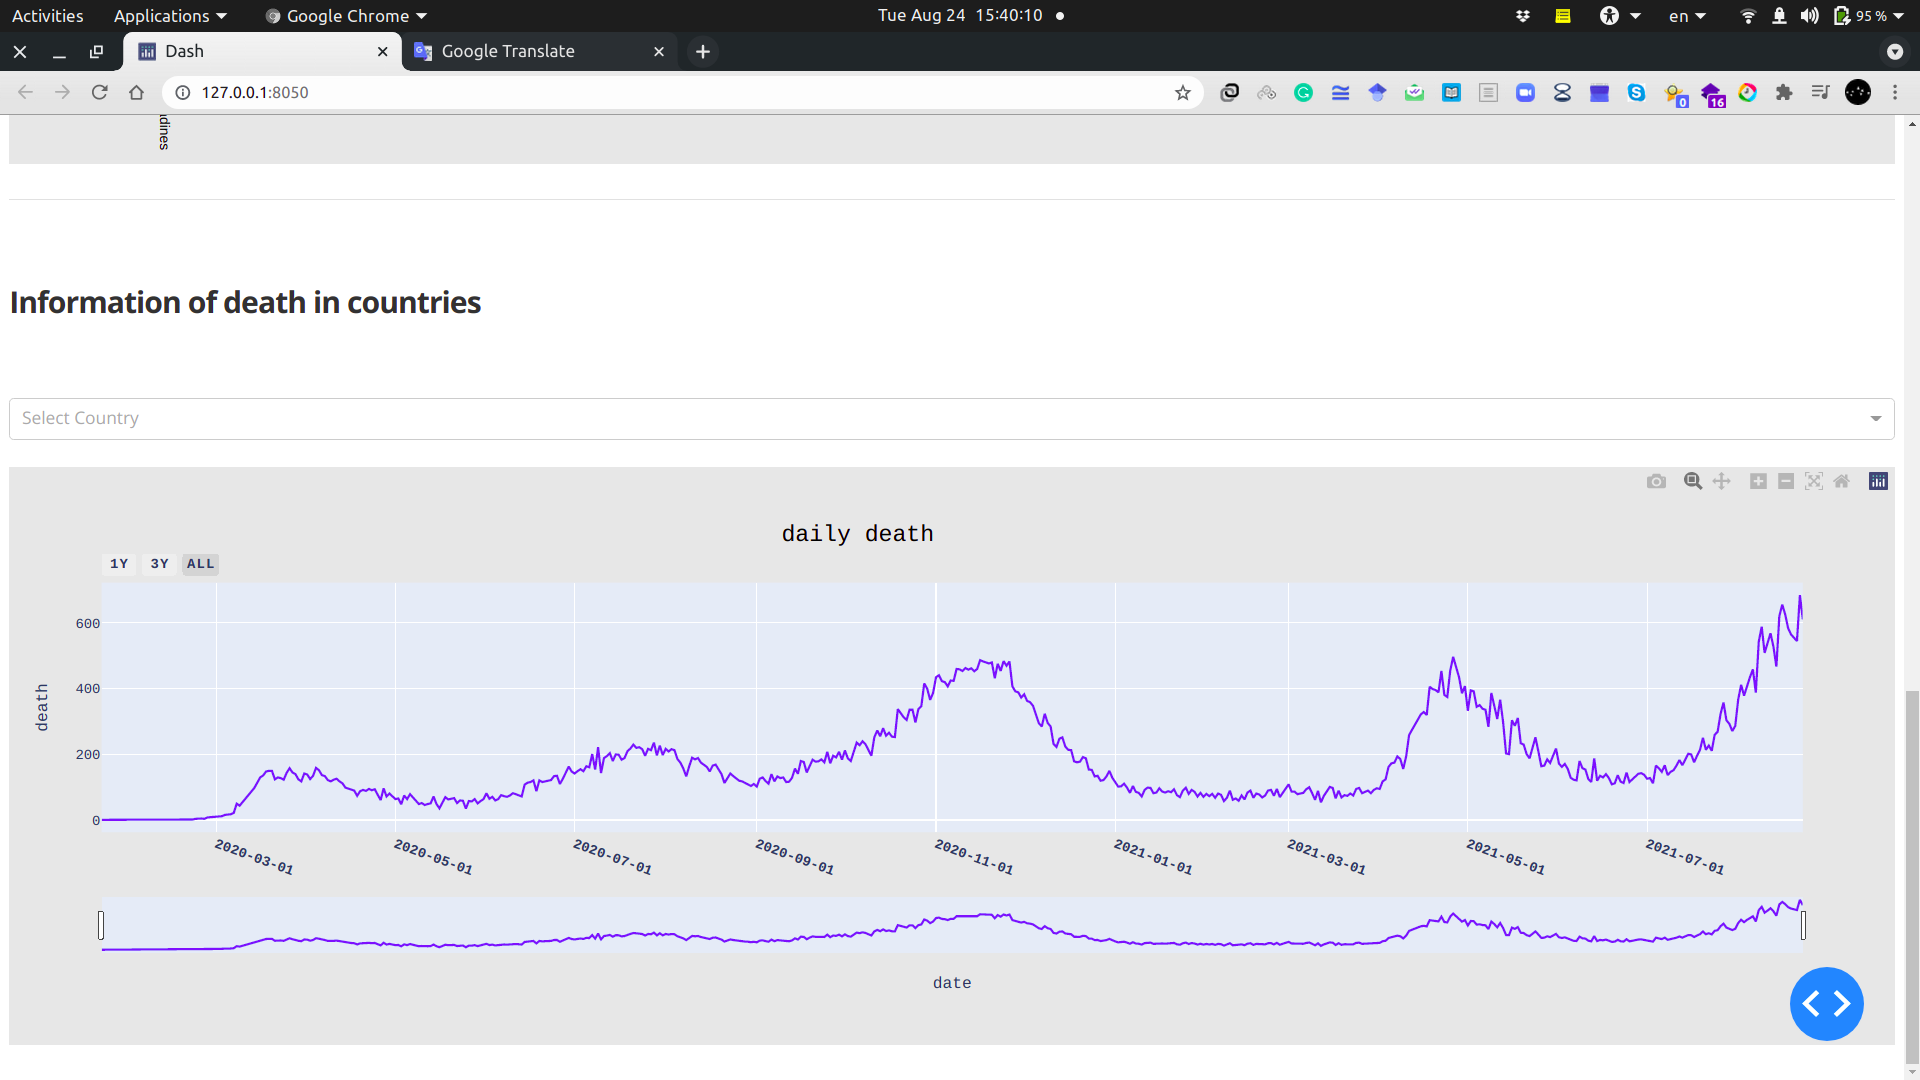 Activities Applications Google Chrome Tue Aug 24 15:40:10 en 95 %
Dash Google Translate
127.0.0.1:8050
0 16
dines
Information of death in countries
Select Country
daily death
1Y 3Y ALL
600
400
200
0
death
2020-03-01 2020-05-01 2020-07-01 2020-09-01 2020-11-01 2021-01-01 2021-03-01 2021-05-01 2021-07-01
date